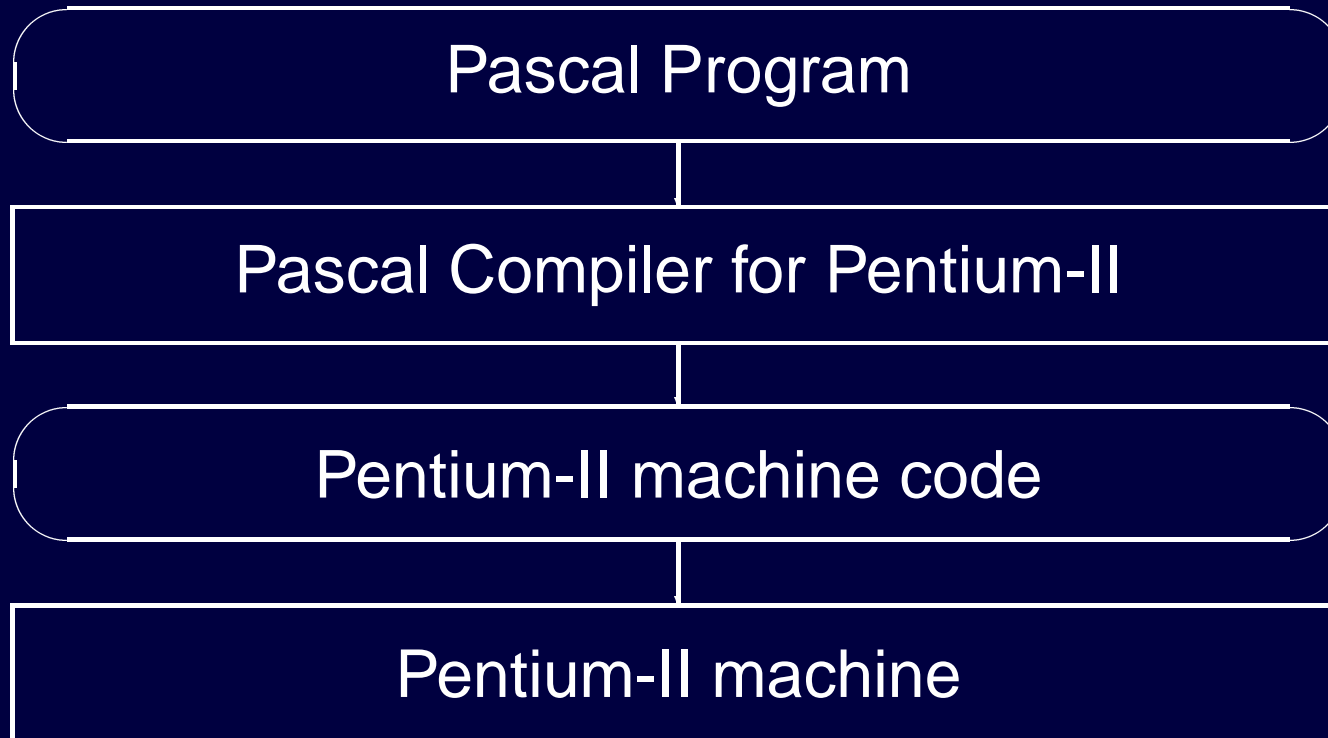 Pascal Program
Pascal Compiler for Pentium-II
Pentium-II machine code
Pentium-II machine